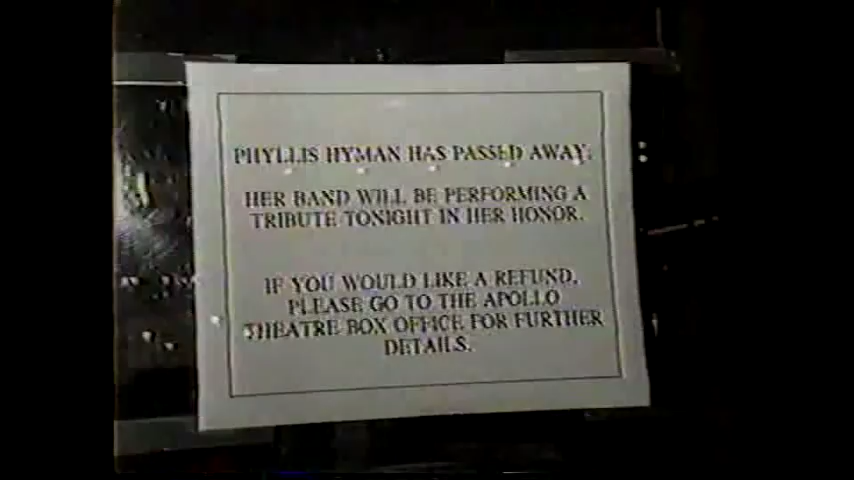 PHYLLIS HYMAN HAS PASSED AWAY.
HER BAND WILL BE PERFORMING A
TRIBUTE TONIGHT IN HER HONOR.
IF YOU WOULD LIKE A REFUND,
PLEASE GO TO THE APOLLO
THEATRE BOX OFFICE FOR FURTHER
DETAILS.